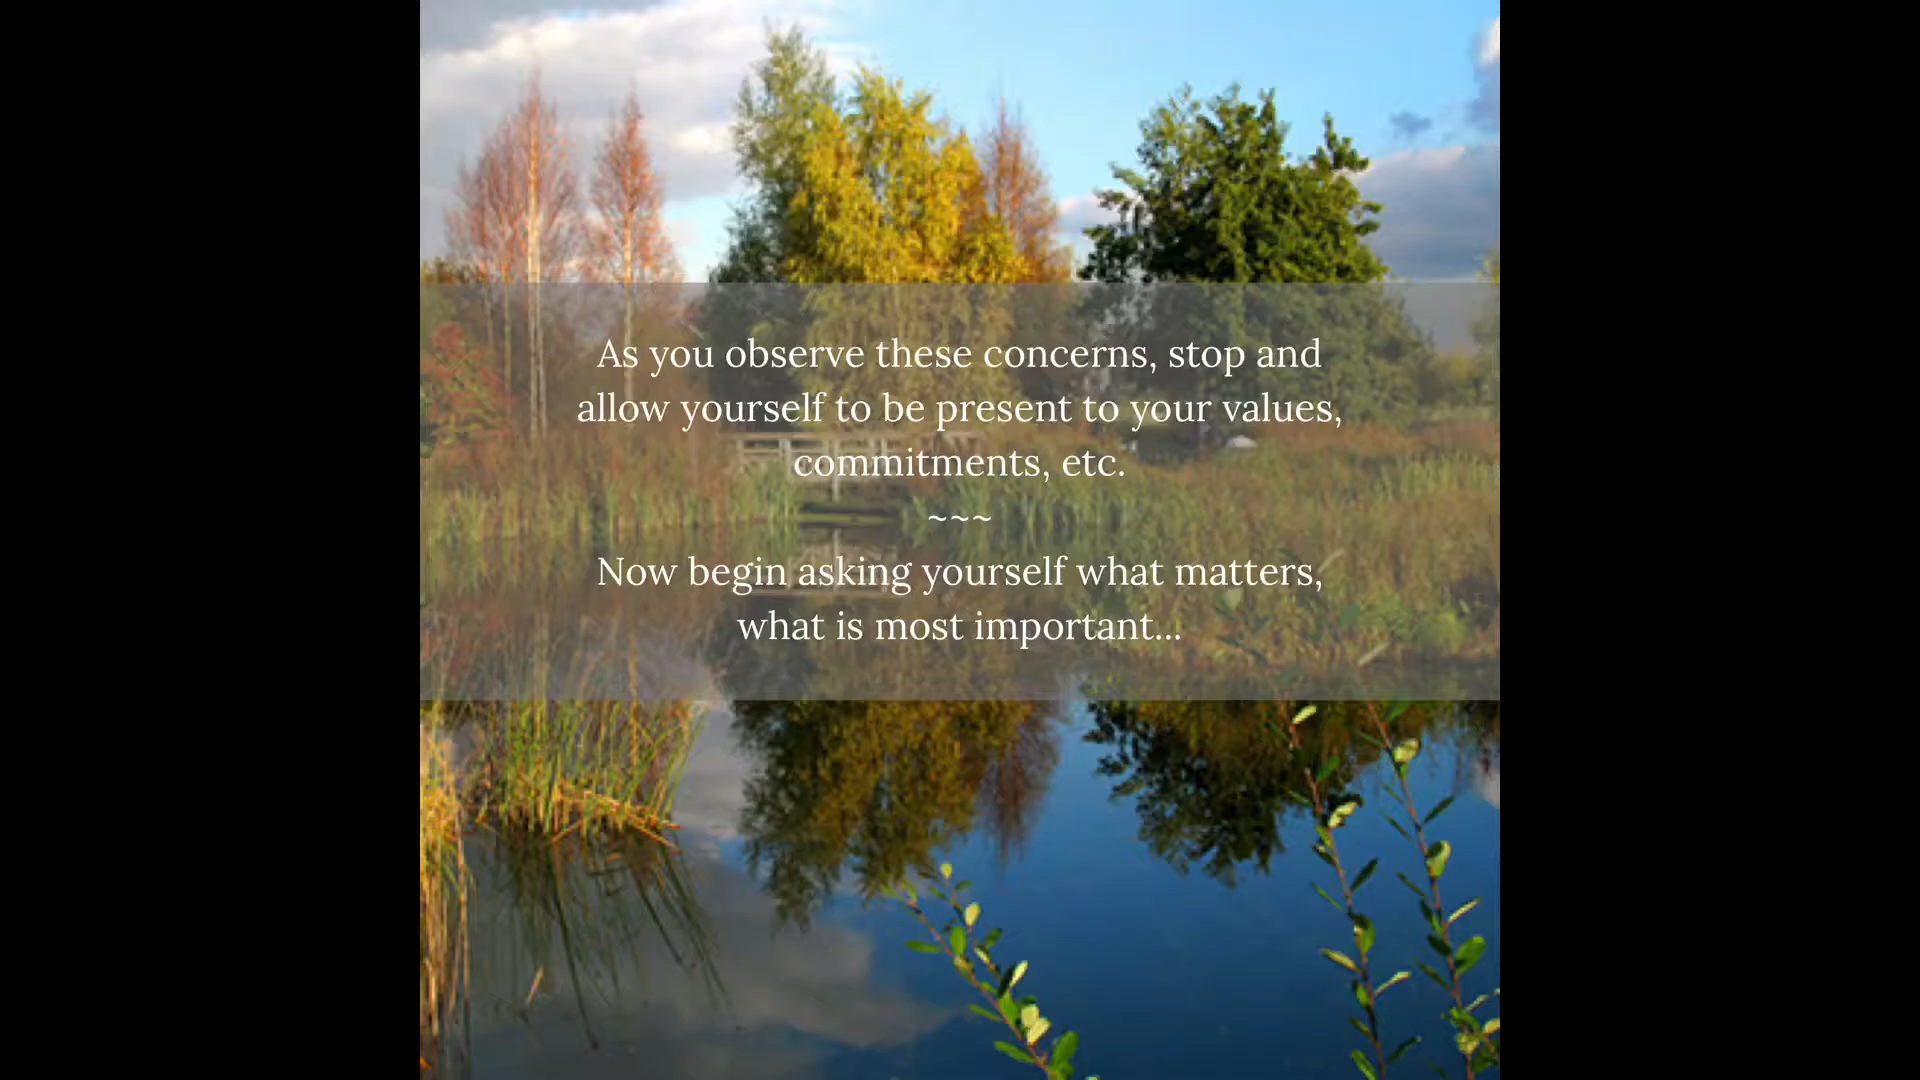 As you observe these concerns, stop and
allow yourself to be present to your values,
commitments, etc.
~~~
Now begin asking yourself what matters,
what is most important...